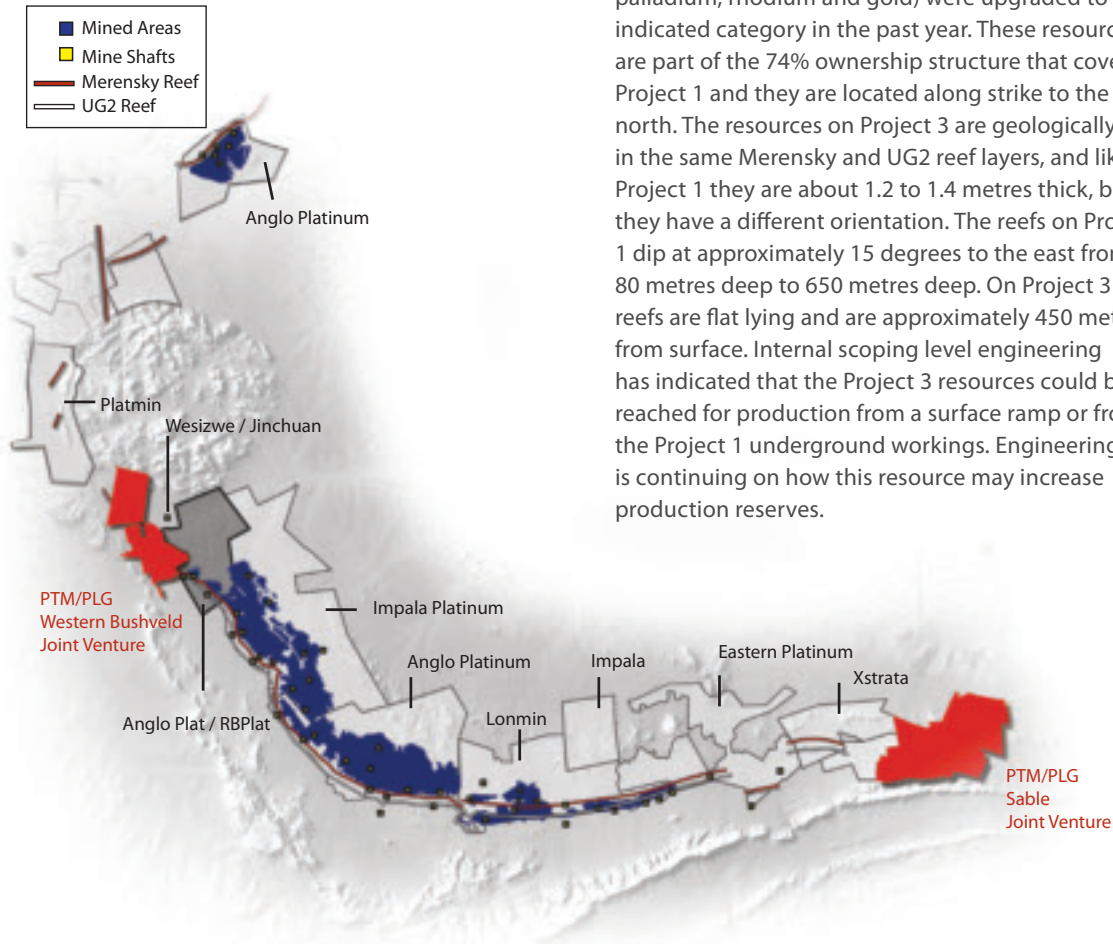 Mined Areas
Mine Shafts
Merensky Reef
UG2 Reef
Anglo Platinum
Platmin
Wesizwe / Jinchuan
PTM/PLG
Western Bushveld
Joint Venture
Impala Platinum
Anglo Platinum
Impala
Eastern Platinum
Xstrata
Anglo Plat / RBPlat
Lonmin
PTM/PLG
Sable
Joint Venture
palladium, rhodium and gold) were upgraded to
indicated category in the past year. These
are part of the 74% ownership structure that
Project 1 and they are located along strike to the
north. The resources on Project 3 are geologically
in the same Merensky and UG2 reef layers, and
Project 1 they are about 1.2 to 1.4 metres thick,
they have a different orientation. The reefs on
1 dip at approximately 15 degrees to the east
80 metres deep to 650 metres deep. On Project 3
reefs are flat lying and are approximately 450
from surface. Internal scoping level engineering
has indicated that the Project 3 resources could
reached for production from a surface ramp or
the Project 1 underground workings. Engineering
is continuing on how this resource may increase
production reserves.